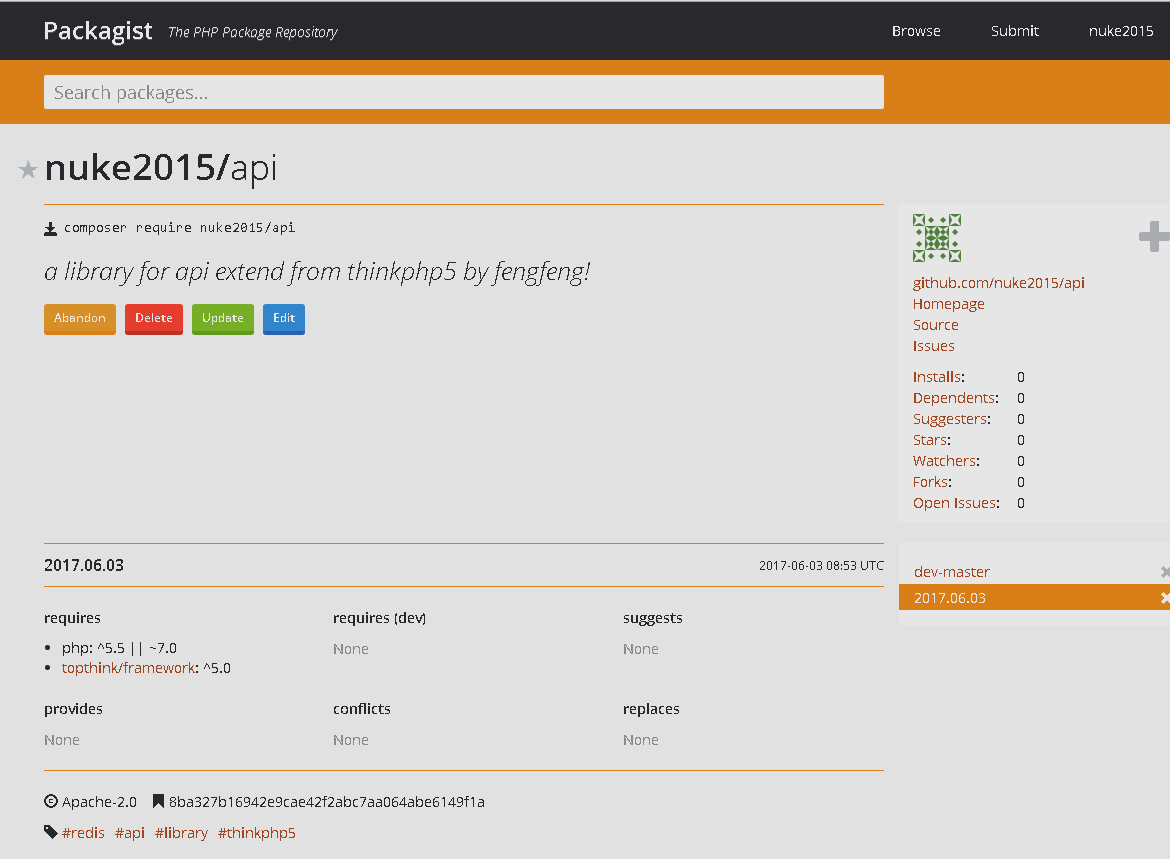 Packagist The PHP Package Repository Browse Submit nuke2015
Search packages...
nuke2015/api
composer require nuke2015/api
a library for api extend from thinkphp5 by fengfeng!
Abandon Delete Update Edit
github.com/nuke2015/api
Homepage
Source
Issues
Installs: 0
Dependents: 0
Suggesters: 0
Stars: 0
Watchers: 0
Forks: 0
Open Issues: 0
2017.06.03 2017-06-03 08:53 UTC
dev-master
2017.06.03
requires
php: ^5.5 || ~7.0
topthink/framework: ^5.0
requires (dev)
None
suggests
None
provides
None
conflicts
None
replaces
None
Apache-2.0 8ba327b16942e9cae42f2abc7aa064abe6149f1a
#redis #api #library #thinkphp5